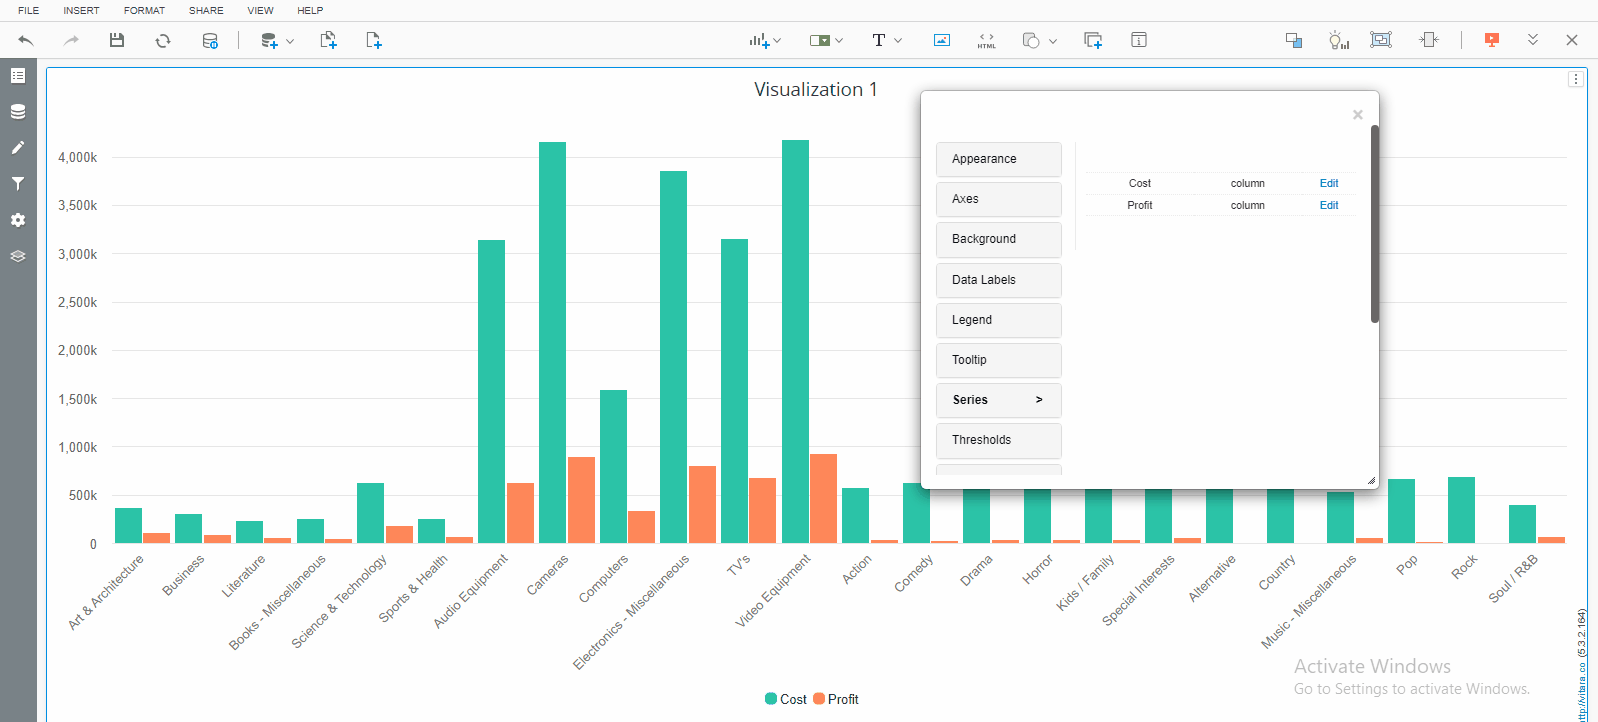 FILE INSERT FORMAT SHARE VIEW HELP
T
HTML
Visualization 1
×
4,000k
3,500k
3,000k
2,500k
2,000k
1,500k
1,000k
500k
0
Appearance
Axes
Background
Data Labels
Legend
Tooltip
Series >
Thresholds
Cost column Edit
Profit column Edit
Art & Architecture
Business
Literature
Books - Miscellaneous
Science & Technology
Sports & Health
Audio Equipment
Cameras
Computers
Electronics - Miscellaneous
TV's
Video Equipment
Action
Comedy
Drama
Horror
Kids / Family
Special Interests
Alternative
Country
Music - Miscellaneous
Pop
Rock
Soul / R&B
Cost Profit
Activate Windows
Go to Settings to activate Windows.
http://vitara.co (5.3.2.164)